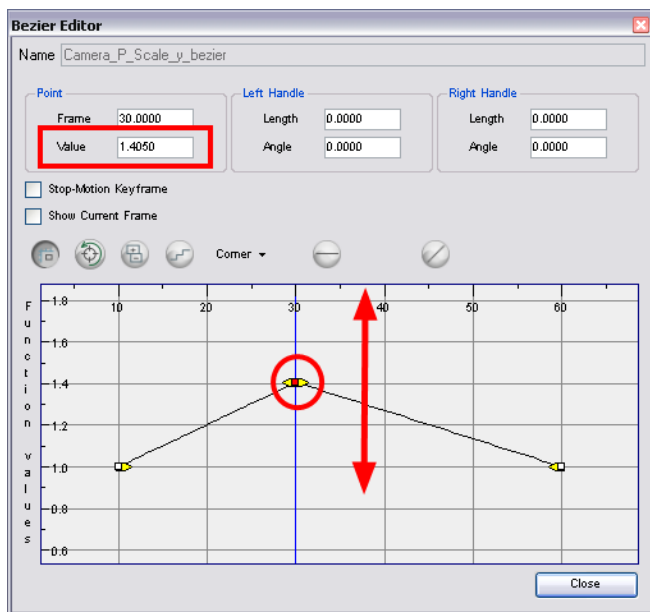 Bezier Editor
Name Camera_P_Scale_y_bezier
Point Left Handle Right Handle
Frame 30.0000 Length 0.0000 Length 0.0000
Value 1.4050 Angle 0.0000 Angle 0.0000
Stop-Motion Keyframe
Show Current Frame
Corner
Function values
10 20 30 40 50 60
1.8
1.6
1.4
1.2
1.0
0.8
0.6
Close